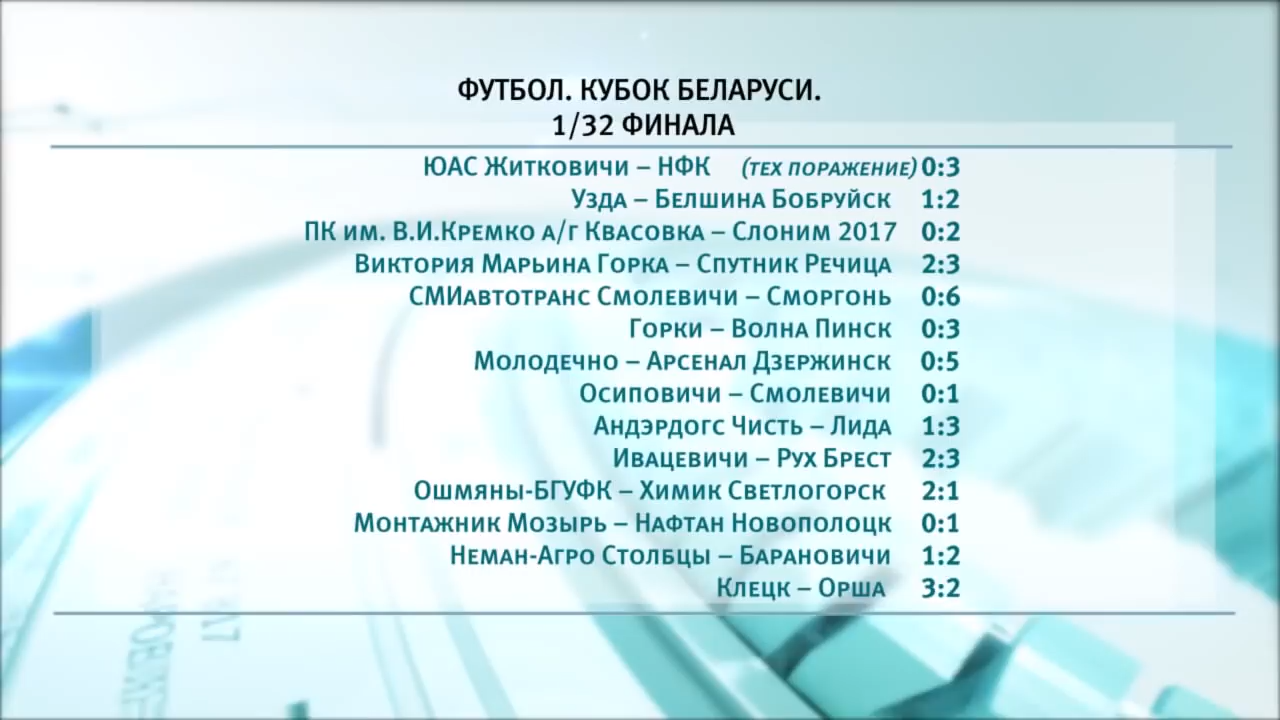 ФУТБОЛ. КУБОК БЕЛАРУСИ.
1/32 ФИНАЛА
ЮАС Житковичи – НФК (тех поражение) 0:3
Узда – Белшина Бобруйск 1:2
ПК им. В.И.Кремко а/г Квасовка – Слоним 2017 0:2
Виктория Марьина Горка – Спутник Речица 2:3
СМИавтотранс Смолевичи – Сморгонь 0:6
Горки – Волна Пинск 0:3
Молодечно – Арсенал Дзержинск 0:5
Осиповичи – Смолевичи 0:1
Андэрдогс Чисть – Лида 1:3
Ивацевичи – Рух Брест 2:3
Ошмяны-БГУФК – Химик Светлогорск 2:1
Монтажник Мозырь – Нафтан Новополоцк 0:1
Неман-Агро Столбцы – Барановичи 1:2
Клецк – Орша 3:2